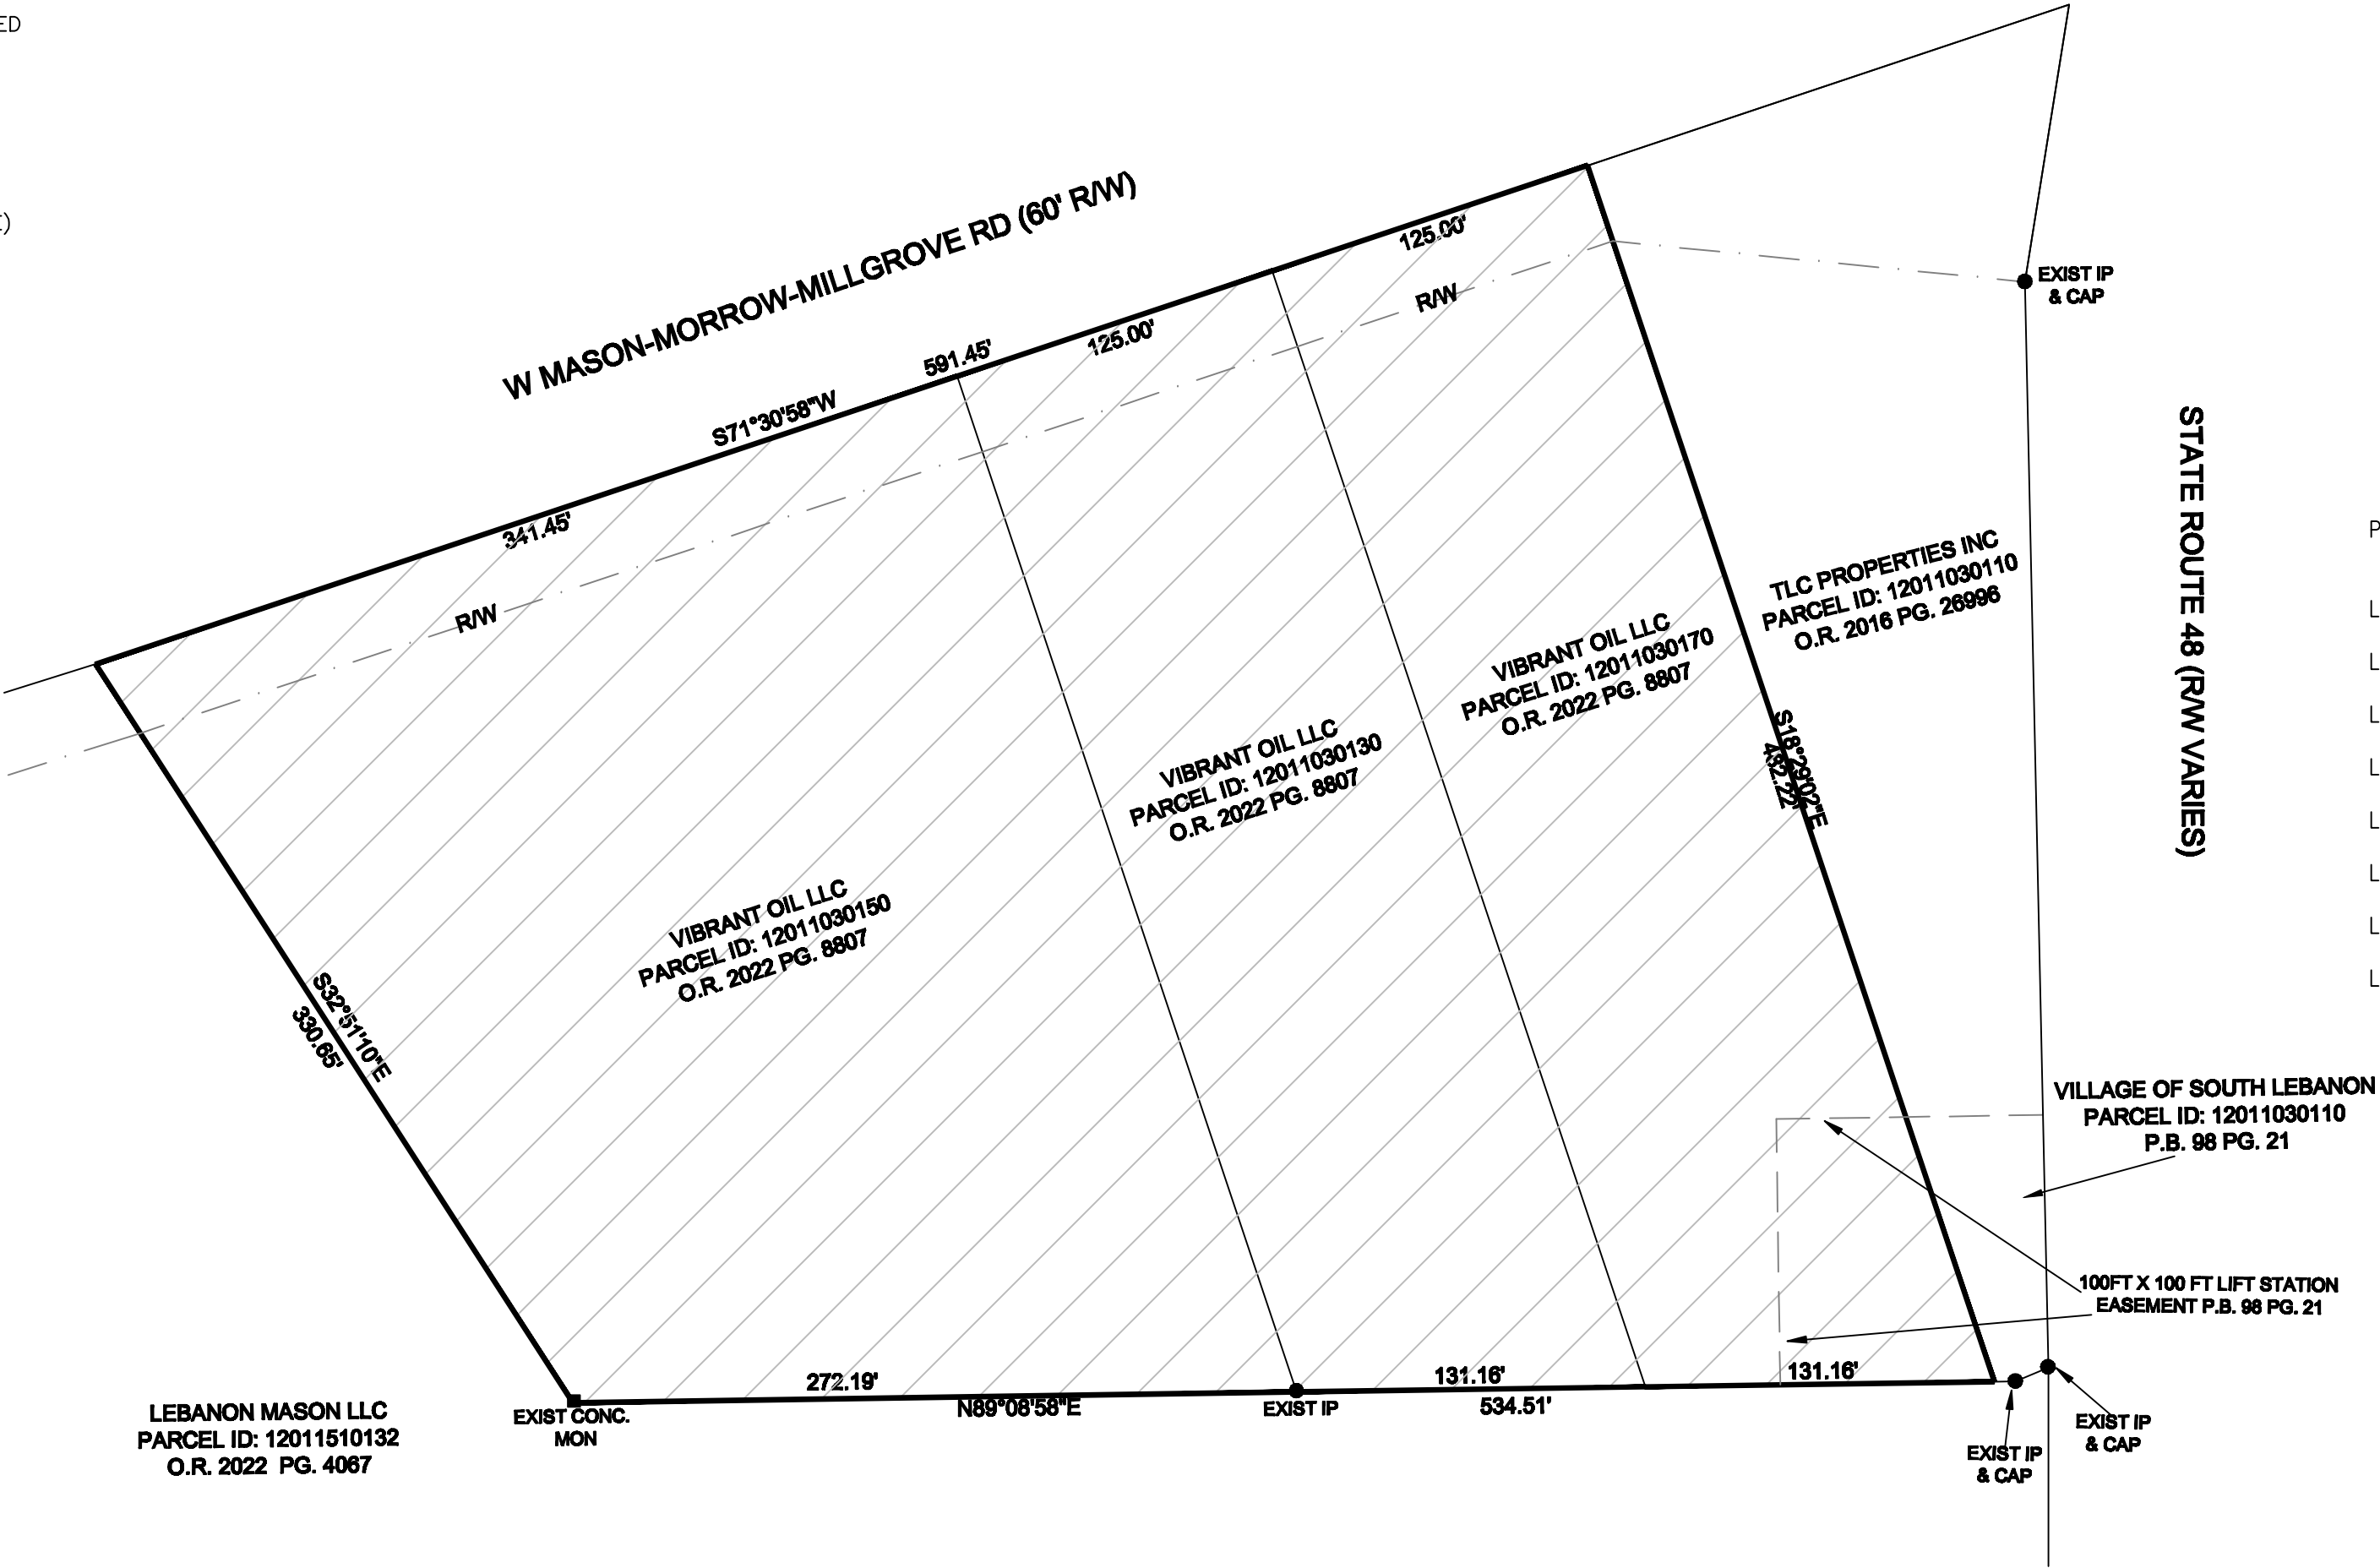 ED
W MASON-MORROW-MILLGROVE RD (60' R/W)
125.00'
EXIST IP
& CAP
R/W
125.00'
591.45'
S71°30'58"W
341.45'
R/W
STATE ROUTE 48 (R/W VARIES)
TLC PROPERTIES INC
PARCEL ID: 12011030110
O.R. 2016 PG. 26996
VIBRANT OIL LLC
PARCEL ID: 12011030170
O.R. 2022 PG. 8807
S18°29'02"E
432.22'
VIBRANT OIL LLC
PARCEL ID: 12011030130
O.R. 2022 PG. 8807
VIBRANT OIL LLC
PARCEL ID: 12011030150
O.R. 2022 PG. 8807
S32°51'10"E
330.65'
VILLAGE OF SOUTH LEBANON
PARCEL ID: 12011030110
P.B. 98 PG. 21
100FT X 100 FT LIFT STATION
EASEMENT P.B. 98 PG. 21
272.19'
131.16'
131.16'
N89°08'58"E
534.51'
EXIST CONC.
MON
EXIST IP
EXIST IP
& CAP
EXIST IP
& CAP
LEBANON MASON LLC
PARCEL ID: 12011510132
O.R. 2022 PG. 4067